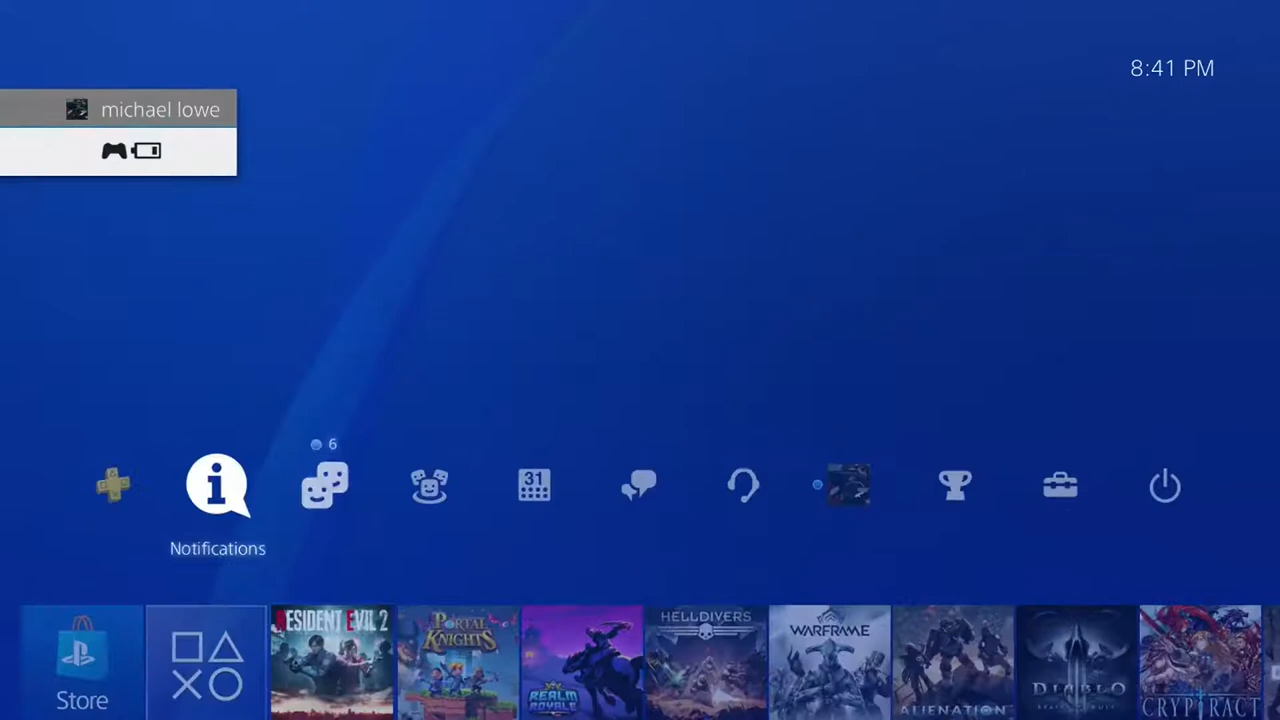 8:41 PM
michael lowe
6
31
Notifications
Store
RESIDENT EVIL 2
PORTAL
KNIGHTS
REALM
ROYALE
HELLDIVERS
WARFRAME
ALIENATION
DIABLO
CRYPTRACT